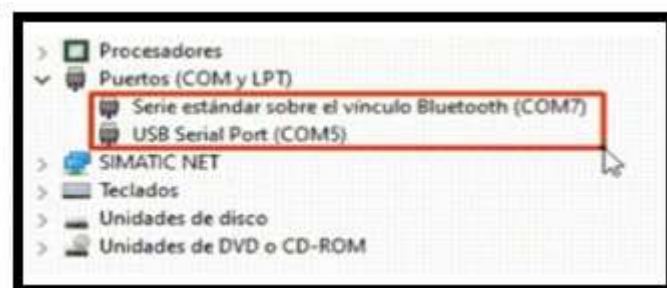 Procesadores
Puertos (COM y LPT)
Serie estándar sobre el vínculo Bluetooth (COM7)
USB Serial Port (COM5)
SIMATIC NET
Teclados
Unidades de disco
Unidades de DVD o CD-ROM